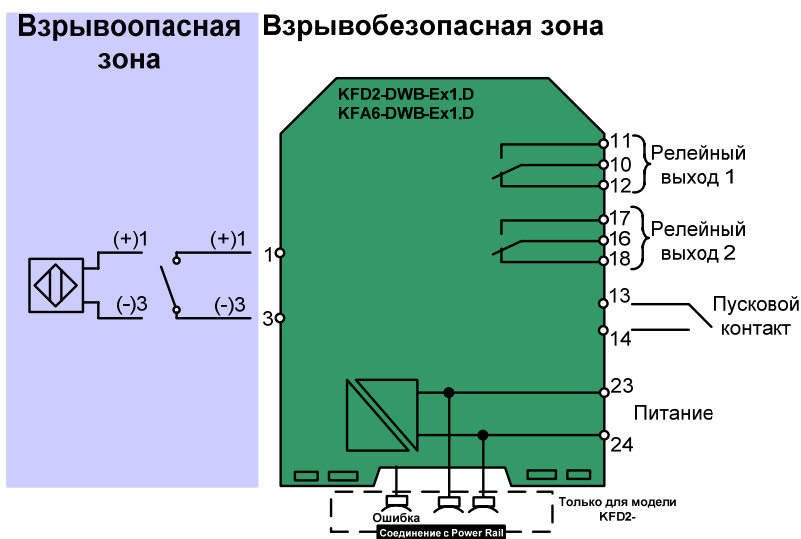 Взрывоопасная зона
Взрывобезопасная зона
KFD2-DWB-Ex1.D
KFA6-DWB-Ex1.D
11
10
12
Релейный
выход 1
17
16
18
Релейный
выход 2
(+)1
(+)1
1
(-)3
(-)3
3
13
14
Пусковой
контакт
23
24
Питание
Ошибка
Соединение с Power Rail
Только для модели
KFD2-